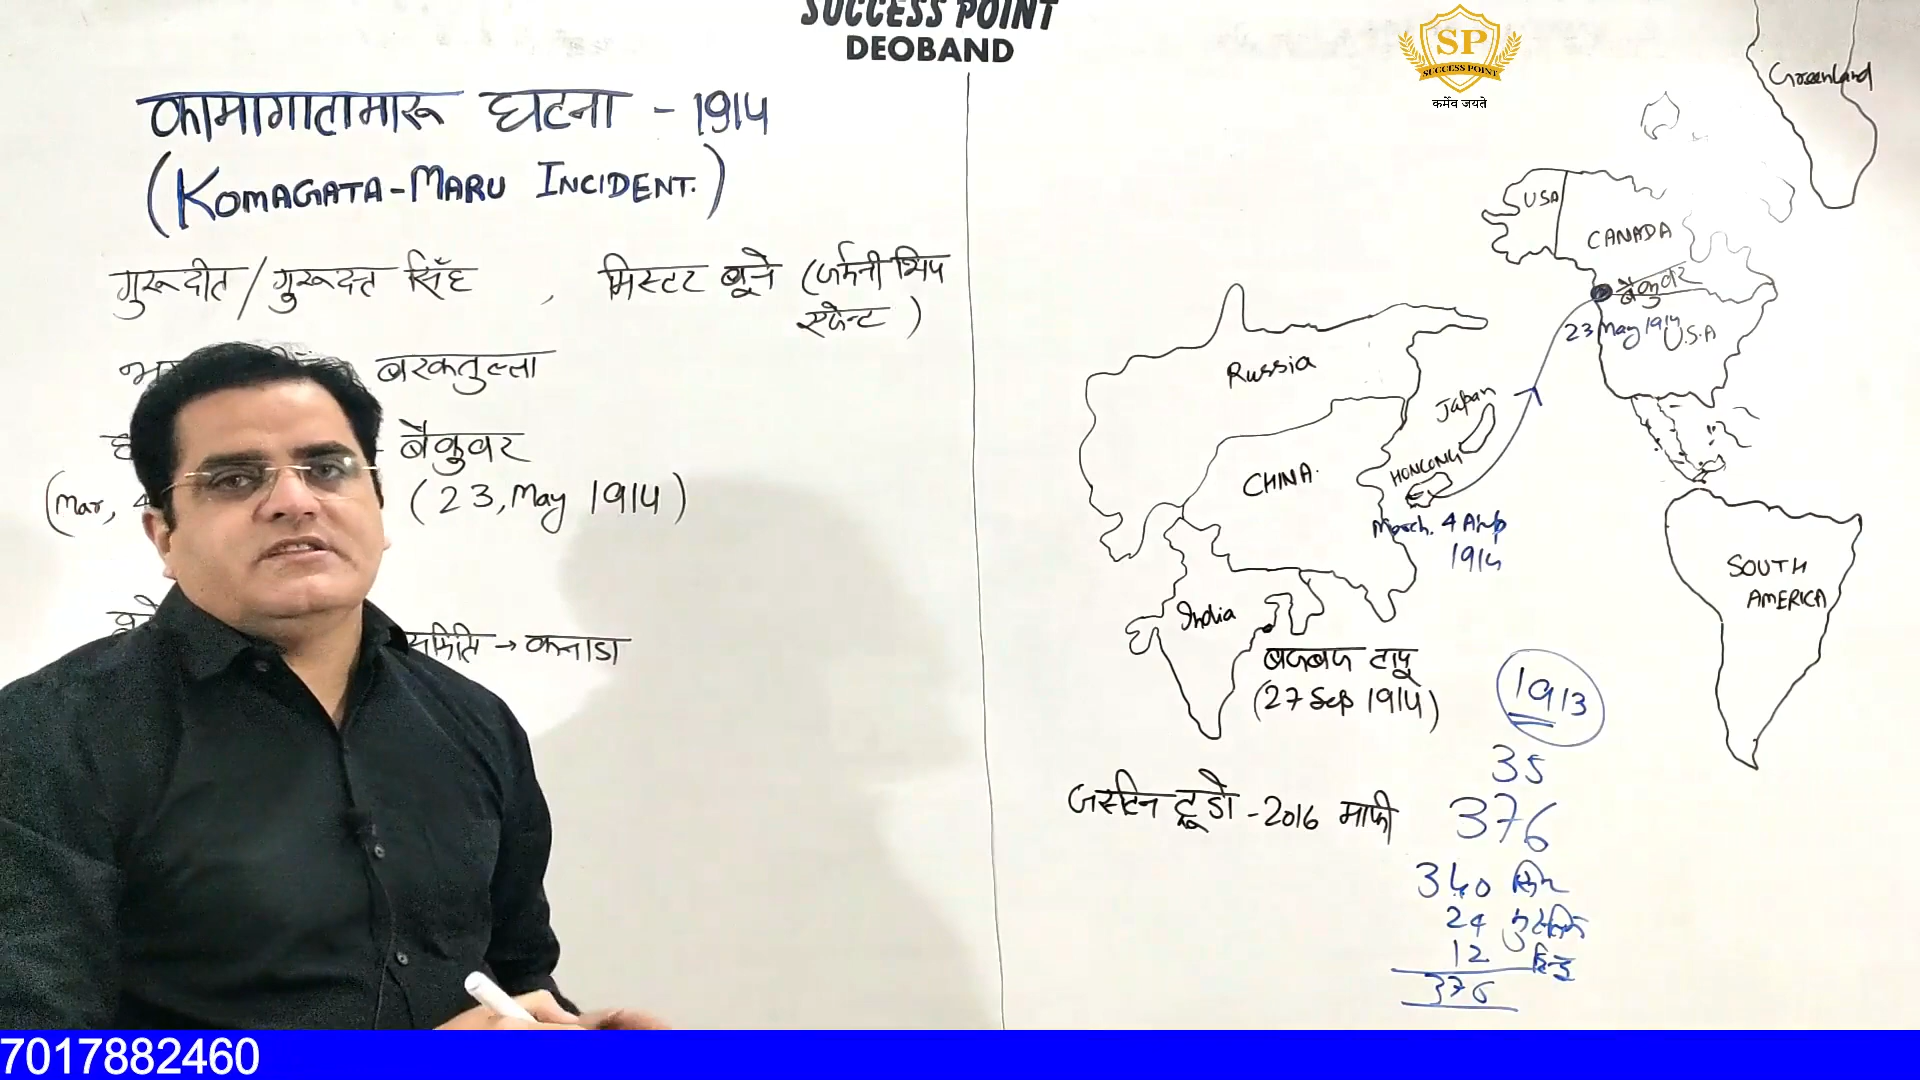 SUCCESS POINT
DEOBAND
SP
SUCCESS POINT
कर्मेव जयते
कामागाटामारू घटना - 1914
(KOMAGATA-MARU INCIDENT.)
गुरूदीत/गुरूदत्त सिंह , मिस्टर बूने (जर्मनी शिप
एजेन्ट)
बरकतुल्ला
बैंकुवर
(Mar, 4
(23, May 1914)
समिति → कनाडा
Greenland
USA
CANADA
बैंकुवर
23 May 1914
U.S.A
Russia
Japan
HONGCONG
CHINA.
March. 4
1914
SOUTH
AMERICA
India
बजबज टापू
(27 Sep 1914)
1913
35
जस्टिन ट्रूडो - 2016 माफी
376
340 सिख
24 मुस्लिम
12 हिन्दू
376
7017882460